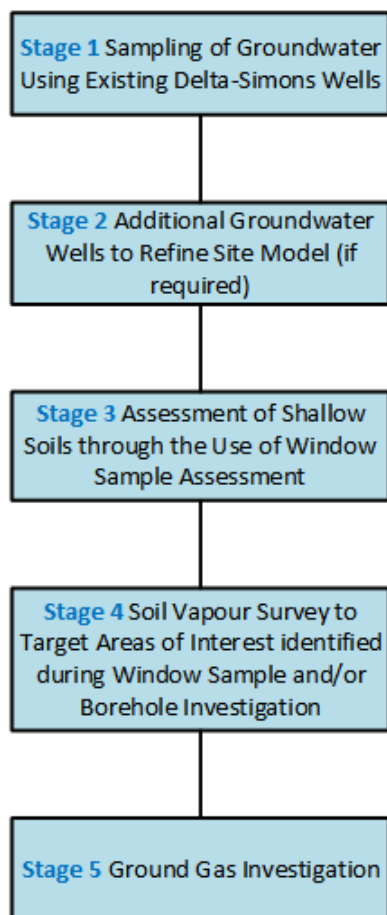 Stage 1 Sampling of Groundwater
Using Existing Delta-Simons Wells
Stage 2 Additional Groundwater
Wells to Refine Site Model (if
required)
Stage 3 Assessment of Shallow
Soils through the Use of Window
Sample Assessment
Stage 4 Soil Vapour Survey to
Target Areas of Interest identified
during Window Sample and/or
Borehole Investigation
Stage 5 Ground Gas Investigation